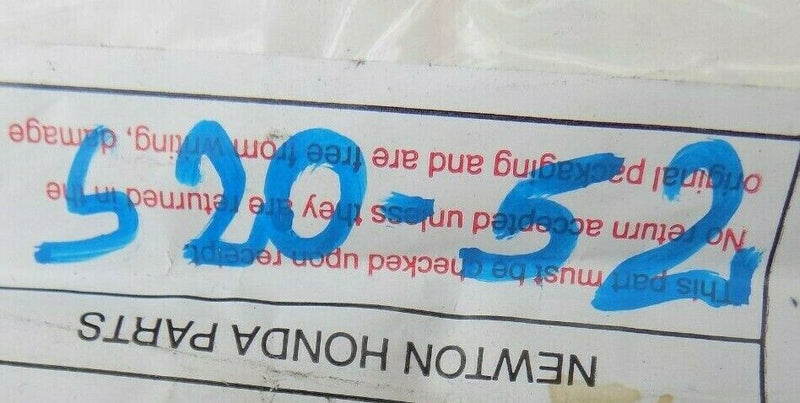 520-52
NEWTON HONDA PARTS
This part must be checked upon receipt.
No return accepted unless they are returned in the
original packaging and are free from writing, damage